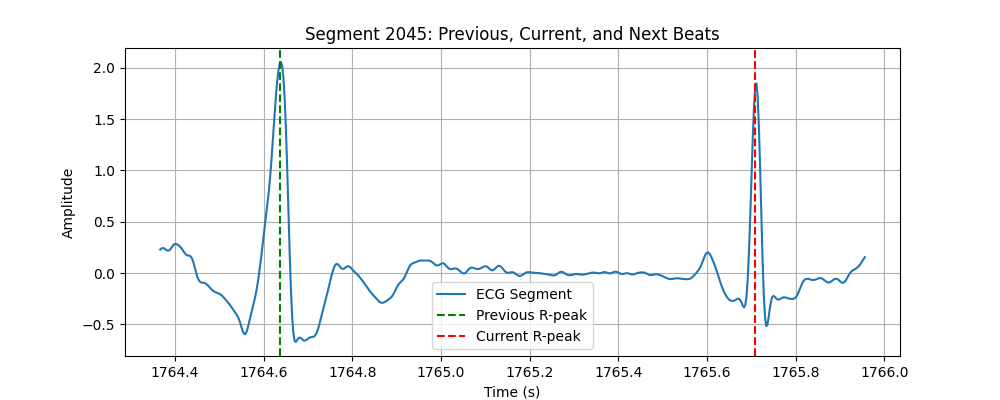 Segment 2045: Previous, Current, and Next Beats
2.0
1.5
1.0
0.5
0.0
−0.5
Amplitude
ECG Segment
Previous R-peak
Current R-peak
1764.4 1764.6 1764.8 1765.0 1765.2 1765.4 1765.6 1765.8 1766.0
Time (s)